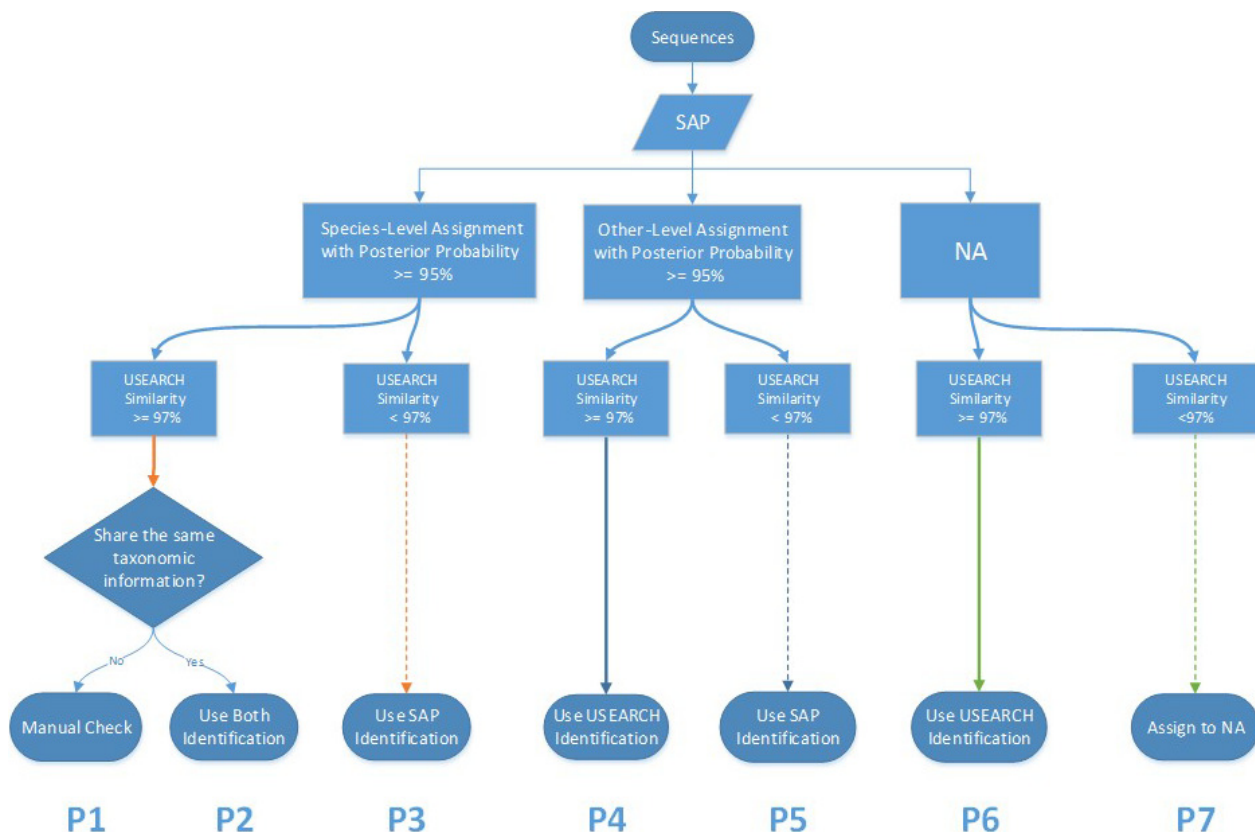 Sequences
SAP
Species-Level Assignment
with Posterior Probability
>= 95%
Other-Level Assignment
with Posterior Probability
>= 95%
NA
USEARCH
Similarity
>= 97%
USEARCH
Similarity
< 97%
USEARCH
Similarity
>= 97%
USEARCH
Similarity
< 97%
USEARCH
Similarity
>= 97%
USEARCH
Similarity
<97%
Share the same
taxonomic
information?
No
Yes
Manual Check
Use Both
Identification
Use SAP
Identification
Use USEARCH
Identification
Use SAP
Identification
Use USEARCH
Identification
Assign to NA
P1
P2
P3
P4
P5
P6
P7